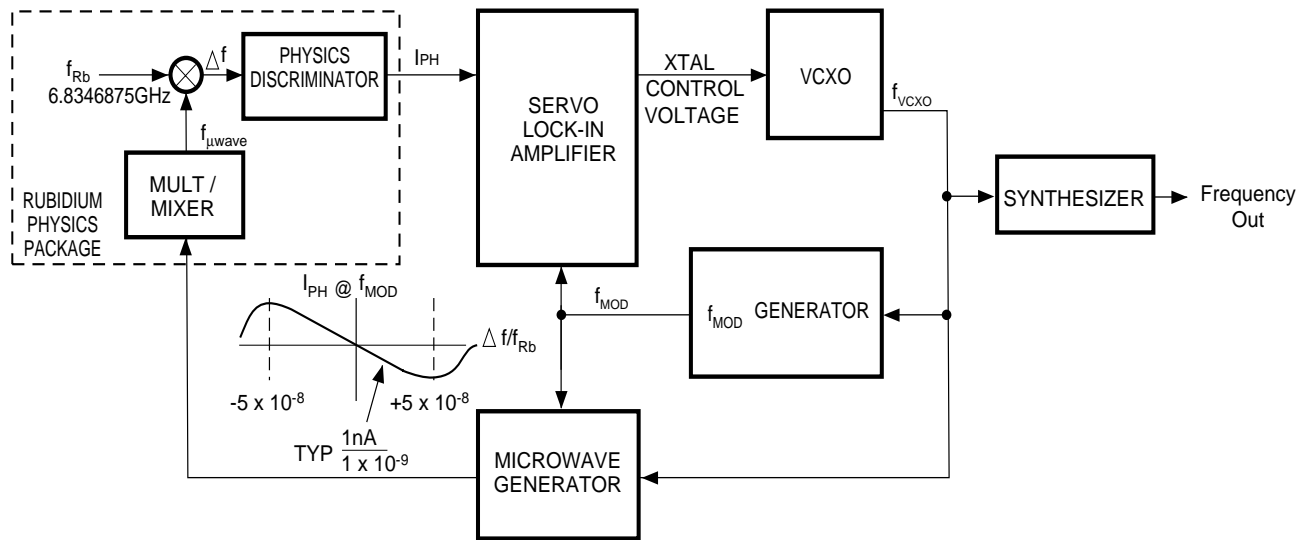 f_Rb
6.8346875GHz
Δf
PHYSICS
DISCRIMINATOR
I_PH
f_μwave
MULT /
MIXER
RUBIDIUM
PHYSICS
PACKAGE
SERVO
LOCK-IN
AMPLIFIER
XTAL
CONTROL
VOLTAGE
VCXO
f_VCXO
SYNTHESIZER
Frequency
Out
f_MOD
f_MOD GENERATOR
I_PH @ f_MOD
Δ f/f_Rb
-5 x 10^-8
+5 x 10^-8
TYP 1nA
1 x 10^-9
MICROWAVE
GENERATOR